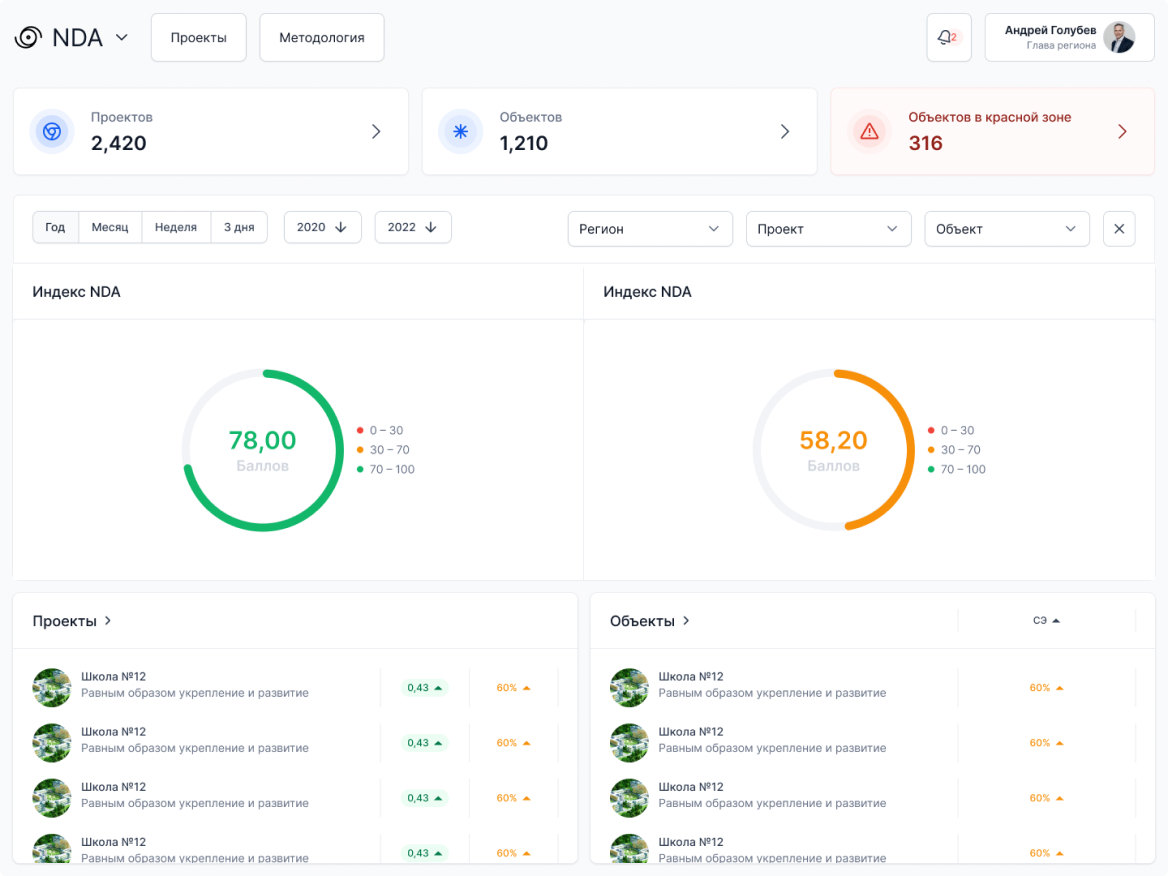 NDA
Проекты
Методология
2
Андрей Голубев
Глава региона
Проектов
2,420
Объектов
1,210
Объектов в красной зоне
316
Год
Месяц
Неделя
3 дня
2020
2022
Регион
Проект
Объект
Индекс NDA
Индекс NDA
78,00
Баллов
0 – 30
30 – 70
70 – 100
58,20
Баллов
0 – 30
30 – 70
70 – 100
Проекты
Школа №12
Равным образом укрепление и развитие
0,43
60%
Школа №12
Равным образом укрепление и развитие
0,43
60%
Школа №12
Равным образом укрепление и развитие
0,43
60%
Школа №12
Равным образом укрепление и развитие
0,43
60%
Объекты
СЭ
Школа №12
Равным образом укрепление и развитие
60%
Школа №12
Равным образом укрепление и развитие
60%
Школа №12
Равным образом укрепление и развитие
60%
Школа №12
Равным образом укрепление и развитие
60%